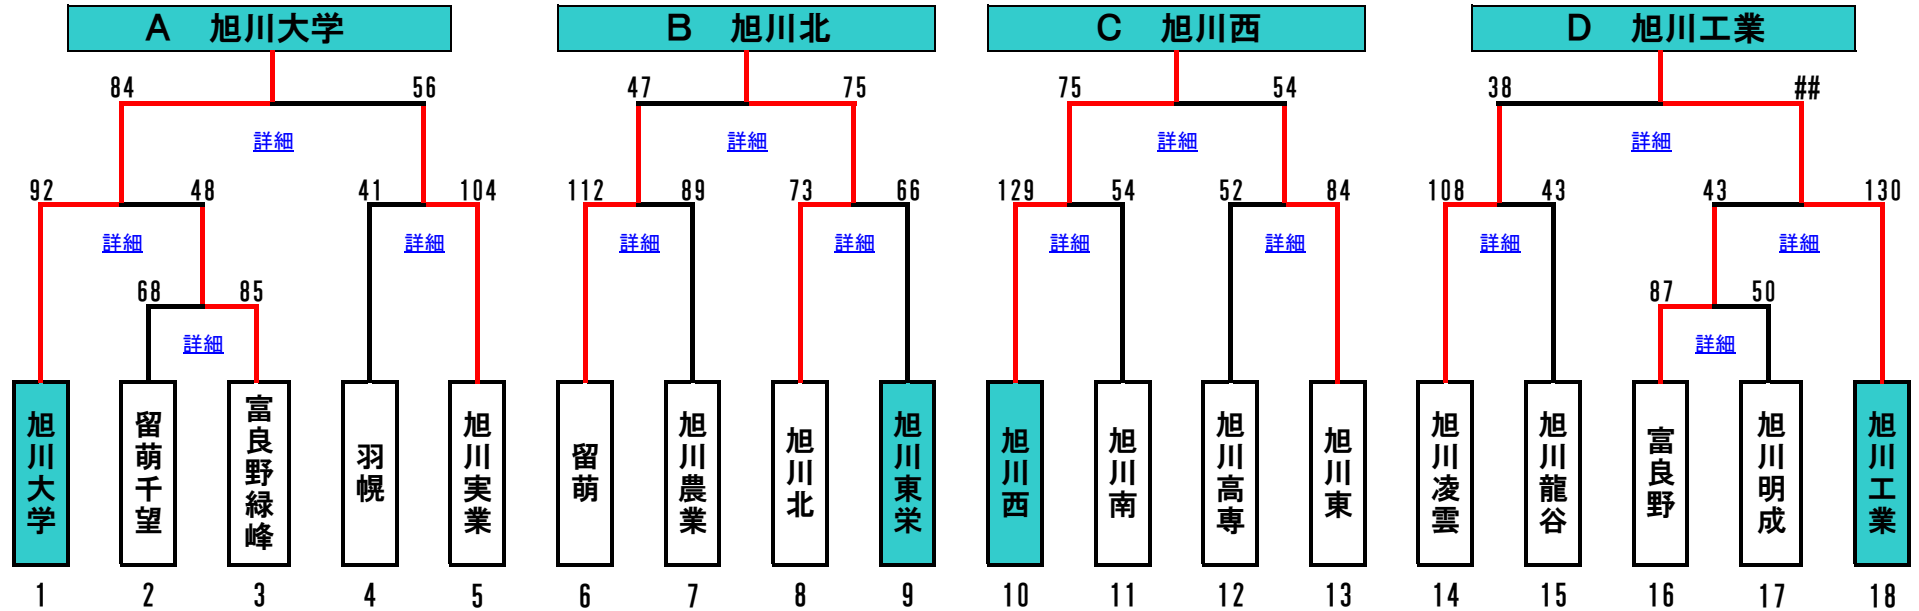 A 旭川大学
B 旭川北
C 旭川西
D 旭川工業
84 56 47 75 75 54 38 ##
詳細 詳細 詳細 詳細
92 48 41 104 112 89 73 66 129 54 52 84 108 43 43 130
詳細 詳細 詳細 詳細 詳細 詳細 詳細 詳細
68 85 87 50
詳細 詳細
旭川大学
留萌千望
富良野緑峰
羽幌
旭川実業
留萌
旭川農業
旭川北
旭川東栄
旭川西
旭川南
旭川高専
旭川東
旭川凌雲
旭川龍谷
富良野
旭川明成
旭川工業
1 2 3 4 5 6 7 8 9 10 11 12 13 14 15 16 17 18